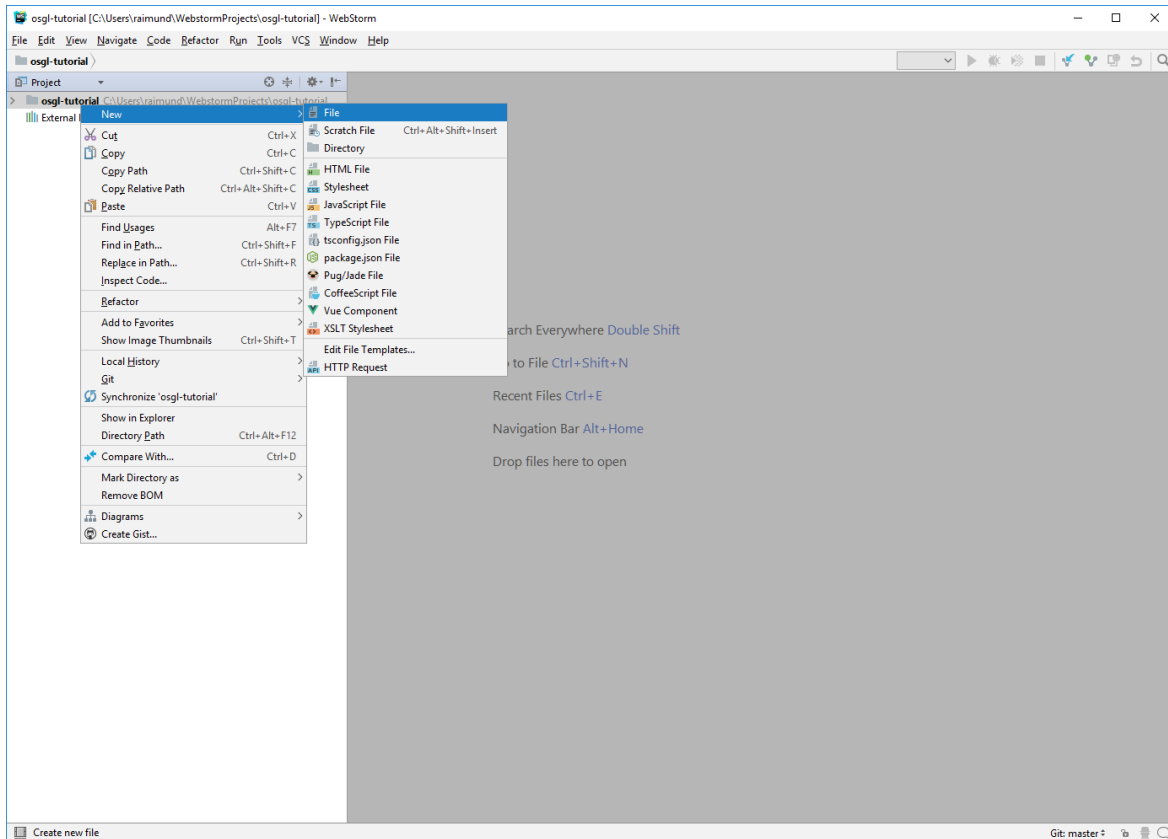 osgl-tutorial [C:\Users\raimund\WebstormProjects\osgl-tutorial] - WebStorm
File Edit View Navigate Code Refactor Run Tools VCS Window Help
osgl-tutorial
Project
osgl-tutorial C:\Users\raimund\WebstormProjects\osgl-tutorial
External
New
Cut Ctrl+X
Copy Ctrl+C
Copy Path Ctrl+Shift+C
Copy Relative Path Ctrl+Alt+Shift+C
Paste Ctrl+V
Find Usages Alt+F7
Find in Path... Ctrl+Shift+F
Replace in Path... Ctrl+Shift+R
Inspect Code...
Refactor
Add to Favorites
Show Image Thumbnails Ctrl+Shift+T
Local History
Git
Synchronize 'osgl-tutorial'
Show in Explorer
Directory Path Ctrl+Alt+F12
Compare With... Ctrl+D
Mark Directory as
Remove BOM
Diagrams
Create Gist...
File
Scratch File Ctrl+Alt+Shift+Insert
Directory
HTML File
Stylesheet
JavaScript File
TypeScript File
tsconfig.json File
package.json File
Pug/Jade File
CoffeeScript File
Vue Component
XSLT Stylesheet
Edit File Templates...
HTTP Request
arch Everywhere Double Shift
to File Ctrl+Shift+N
Recent Files Ctrl+E
Navigation Bar Alt+Home
Drop files here to open
Create new file
Git: master